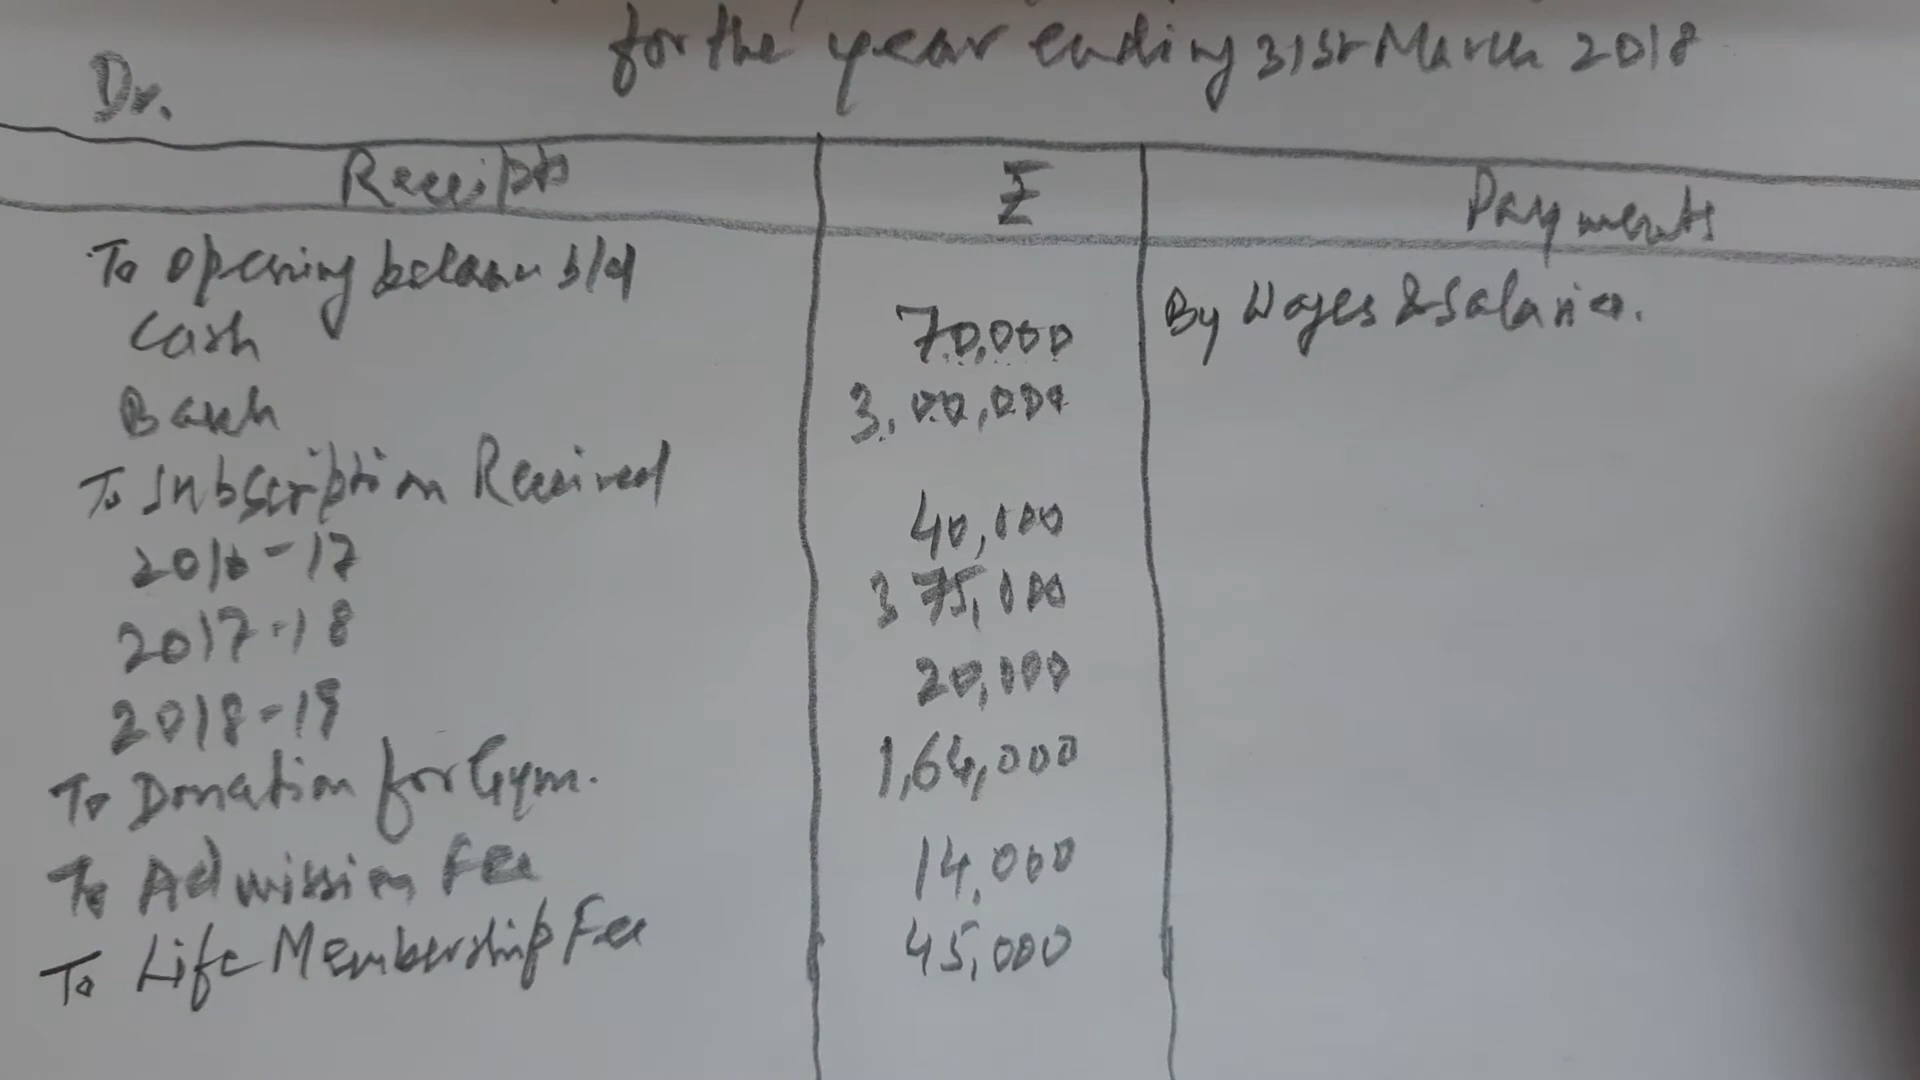 for the year ending 31st March 2018
Dr.
Receipts ₹ Payments
To Opening balance b/d
Cash 70,000 By Wages & Salaries.
Bank 3,00,000
To Subscription Received
2016-17 40,000
2017-18 375,000
2018-19 20,000
To Donation for Gym. 1,64,000
To Admission Fee 14,000
To Life Membership Fee 45,000